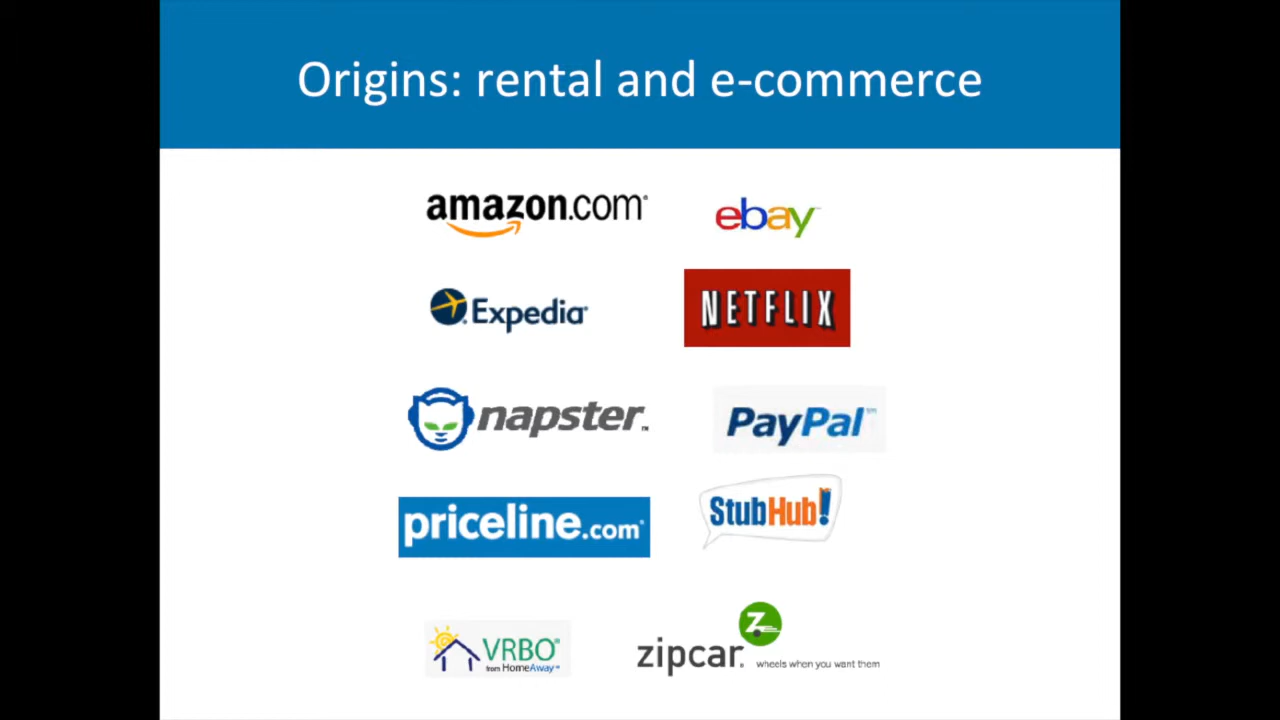 Origins: rental and e-commerce
amazon.com
ebay
Expedia
NETFLIX
napster
PayPal
priceline.com
StubHub!
VRBO
from HomeAway
Z
zipcar
wheels when you want them